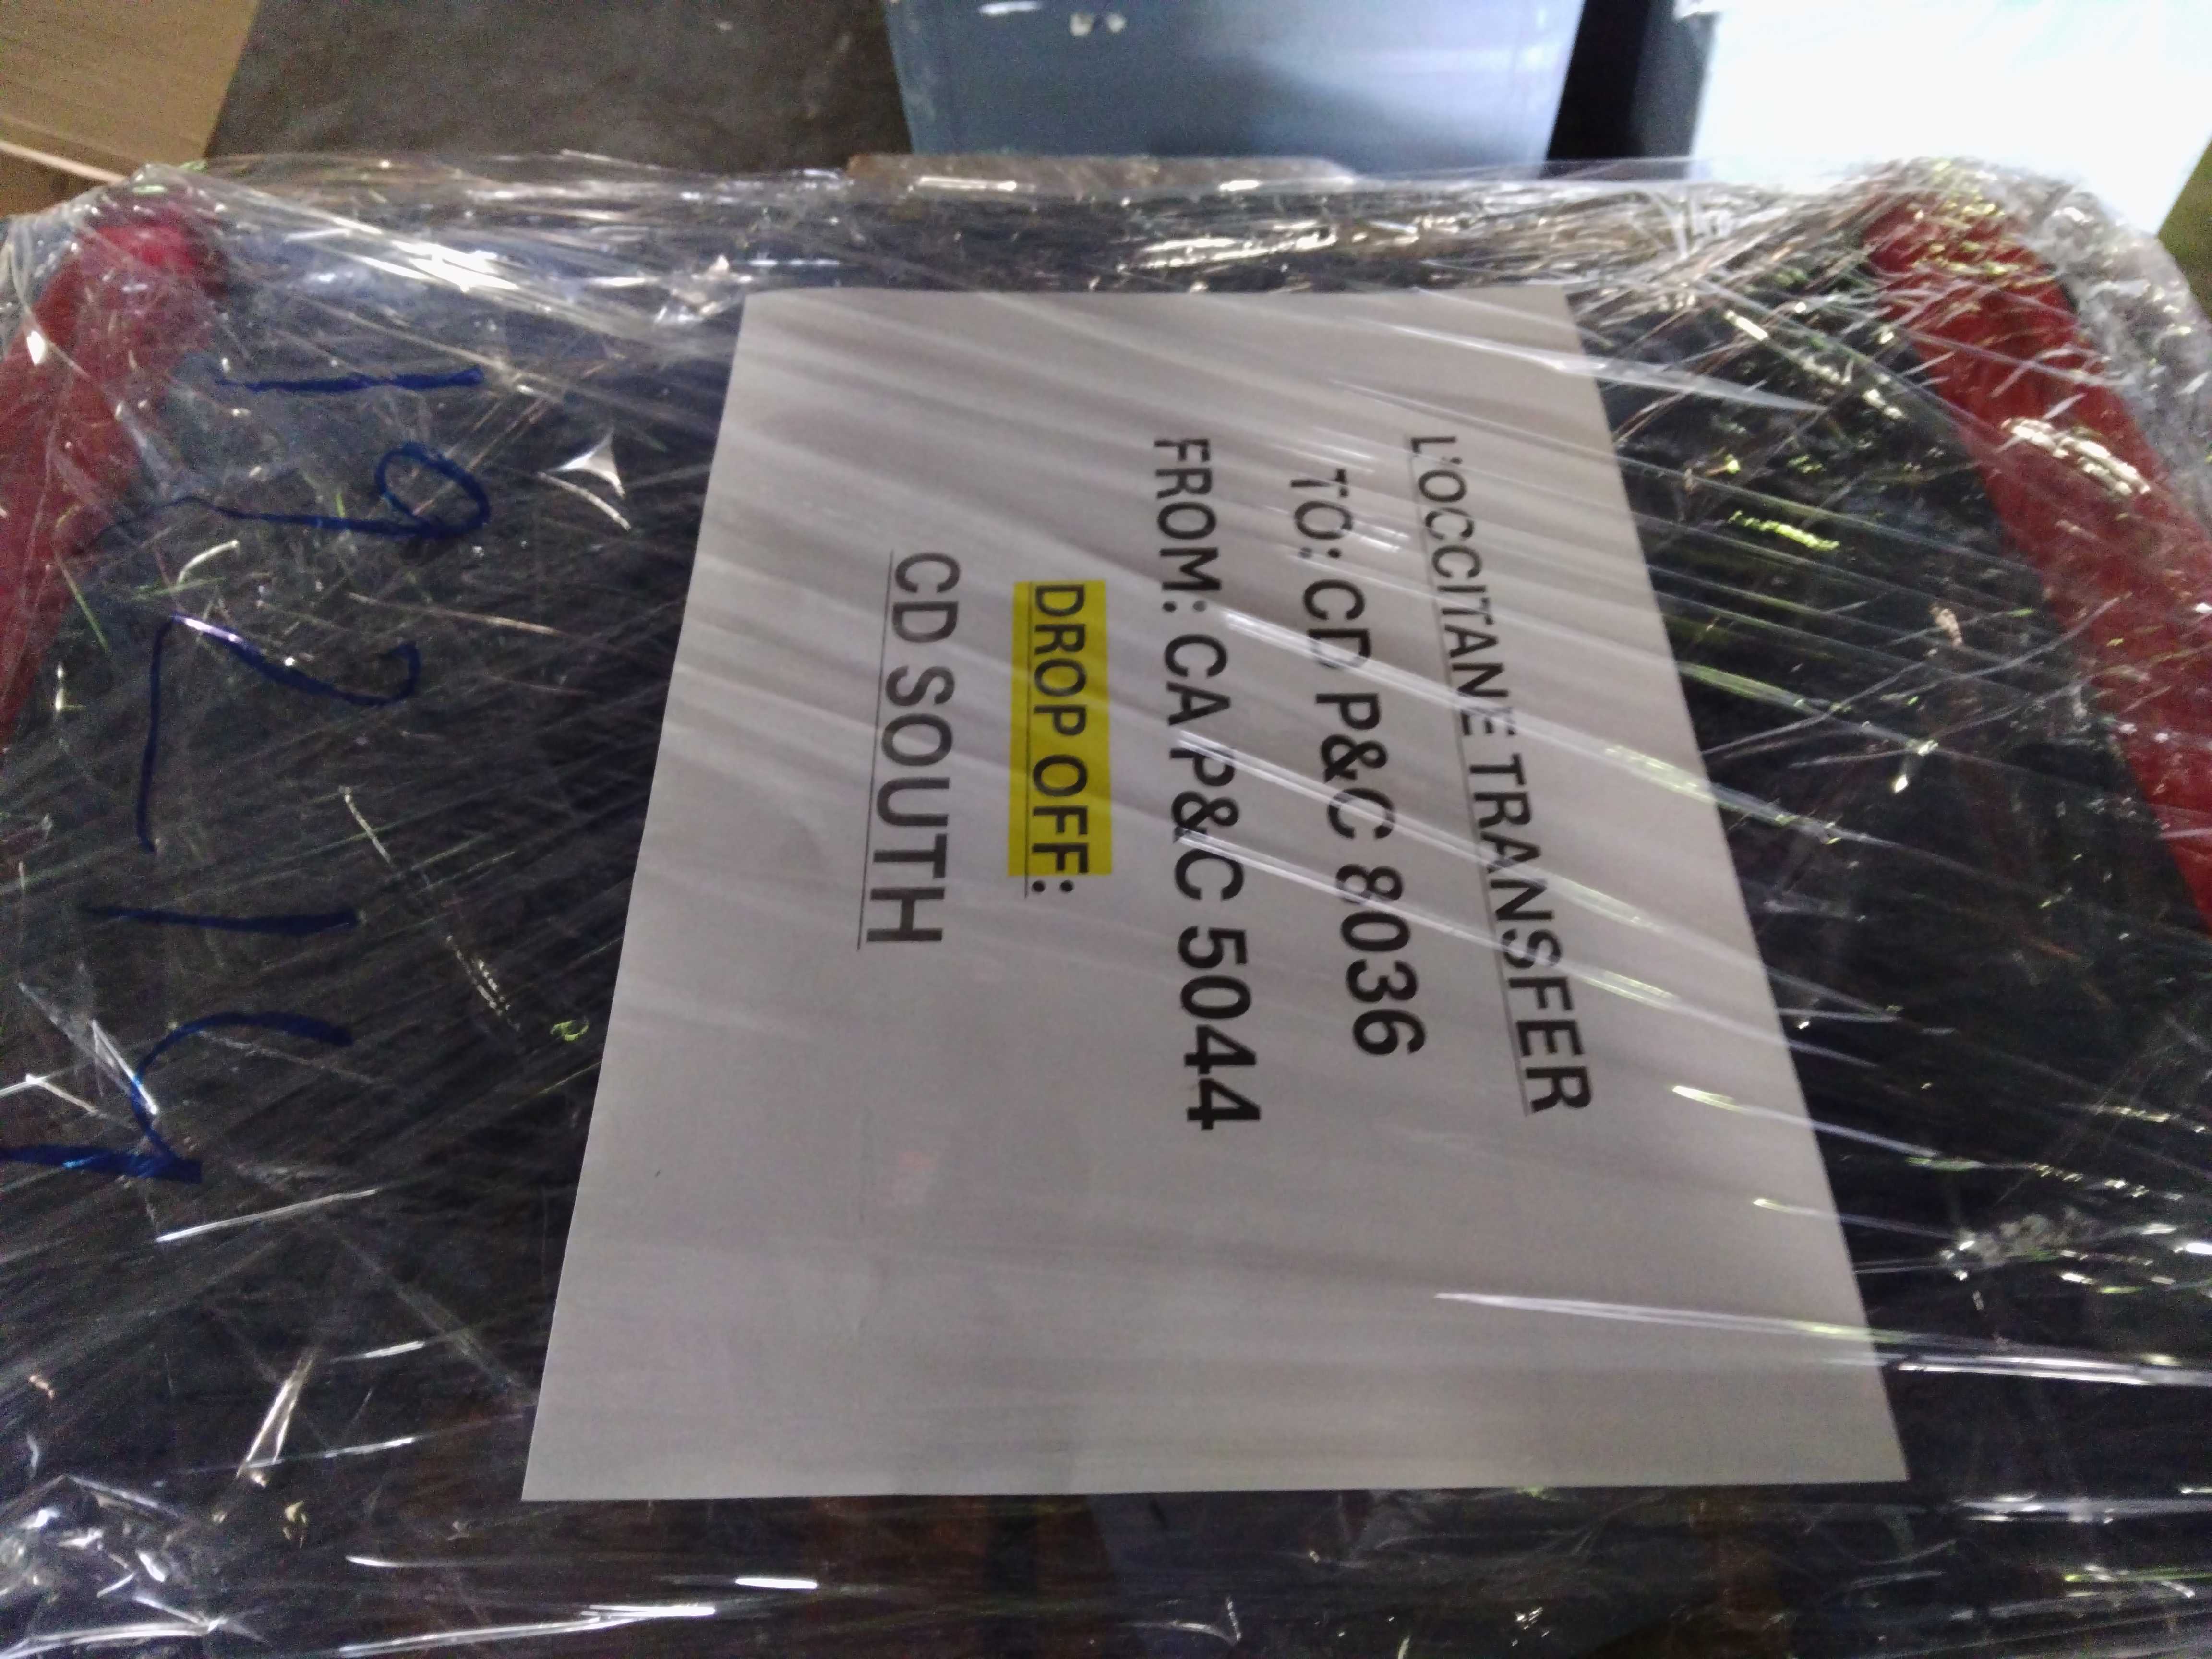 L'OCCITANE TRANSFER
TO: CD P&C 8036
FROM: CA P&C 5044
DROP OFF:
CD SOUTH